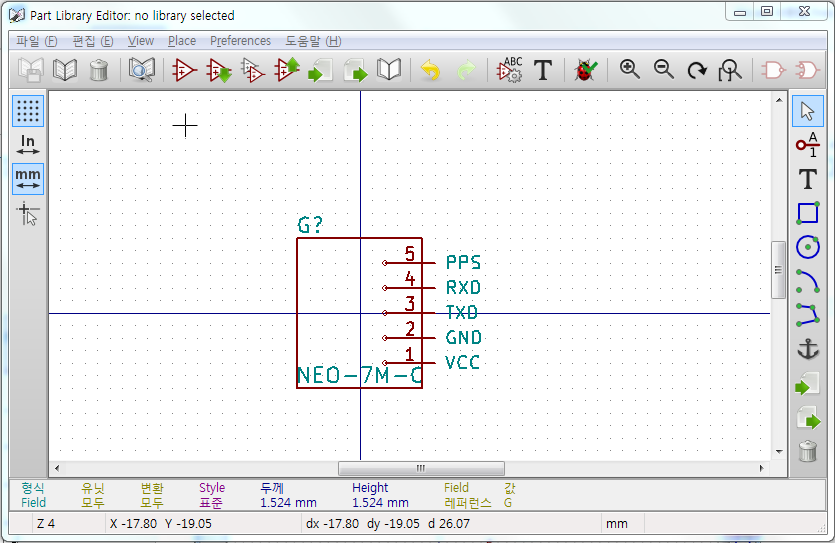 Part Library Editor: no library selected
파일 (F) 편집 (E) View Place Preferences 도움말 (H)
ABC T
In
mm
A
1
T
G?
5 PPS
4 RXD
3 TXD
2 GND
1 VCC
NEO-7M-C
형식 유닛 변환 Style 두께 Height Field 값
Field 모두 모두 표준 1.524 mm 1.524 mm 레퍼런스 G
Z 4 X -17.80 Y -19.05 dx -17.80 dy -19.05 d 26.07 mm